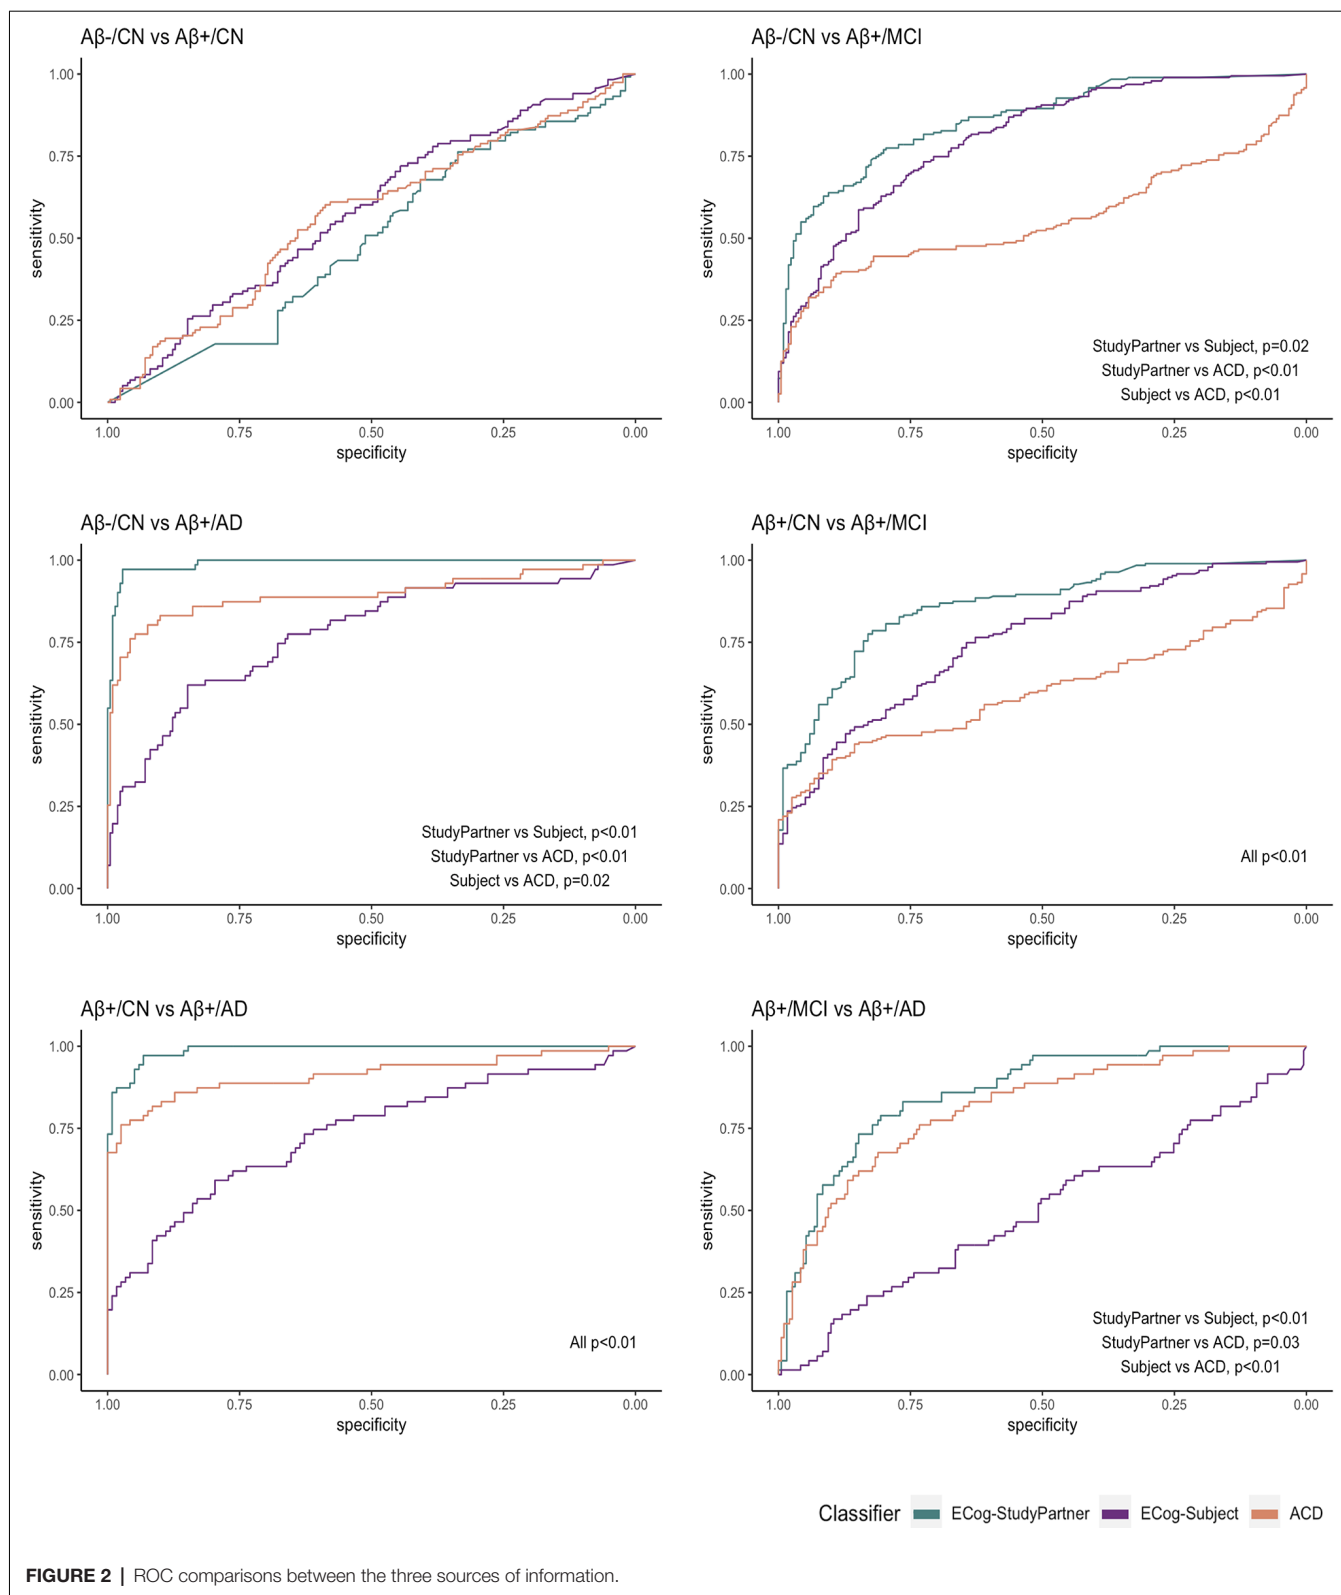 Aβ-/CN vs Aβ+/CN
1.00
0.75
0.50
0.25
0.00
sensitivity
1.00 0.75 0.50 0.25 0.00
specificity
Aβ-/CN vs Aβ+/MCI
1.00
0.75
0.50
0.25
0.00
sensitivity
StudyPartner vs Subject, p=0.02
StudyPartner vs ACD, p<0.01
Subject vs ACD, p<0.01
1.00 0.75 0.50 0.25 0.00
specificity
Aβ-/CN vs Aβ+/AD
1.00
0.75
0.50
0.25
0.00
sensitivity
StudyPartner vs Subject, p<0.01
StudyPartner vs ACD, p<0.01
Subject vs ACD, p=0.02
1.00 0.75 0.50 0.25 0.00
specificity
Aβ+/CN vs Aβ+/MCI
1.00
0.75
0.50
0.25
0.00
sensitivity
All p<0.01
1.00 0.75 0.50 0.25 0.00
specificity
Aβ+/CN vs Aβ+/AD
1.00
0.75
0.50
0.25
0.00
sensitivity
All p<0.01
1.00 0.75 0.50 0.25 0.00
specificity
Aβ+/MCI vs Aβ+/AD
1.00
0.75
0.50
0.25
0.00
sensitivity
StudyPartner vs Subject, p<0.01
StudyPartner vs ACD, p=0.03
Subject vs ACD, p<0.01
1.00 0.75 0.50 0.25 0.00
specificity
Classifier ECog-StudyPartner ECog-Subject ACD
FIGURE 2 | ROC comparisons between the three sources of information.